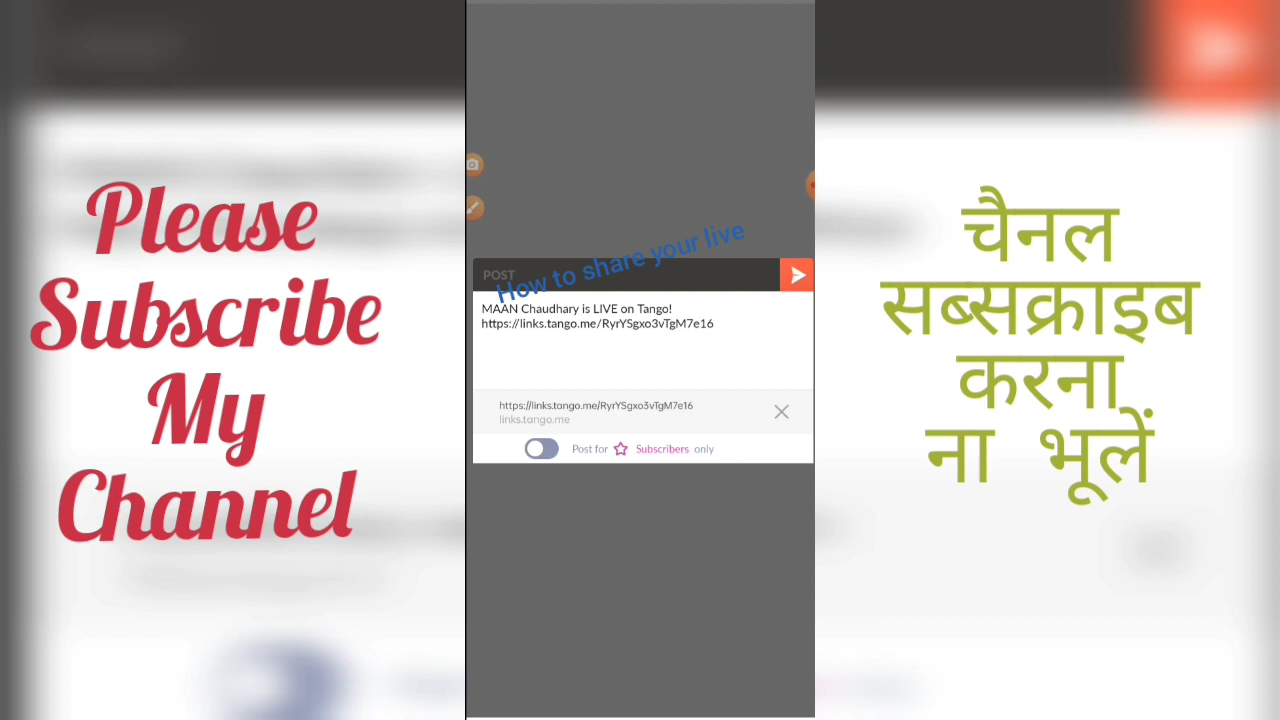 Please
Subscribe
My
Channel
How to share your live
POST
MAAN Chaudhary is LIVE on Tango!
https://links.tango.me/RyrYSgxo3vTgM7e16
https://links.tango.me/RyrYSgxo3vTgM7e16
links.tango.me
Post for Subscribers only
चैनल
सब्सक्राइब
करना
ना भूलें